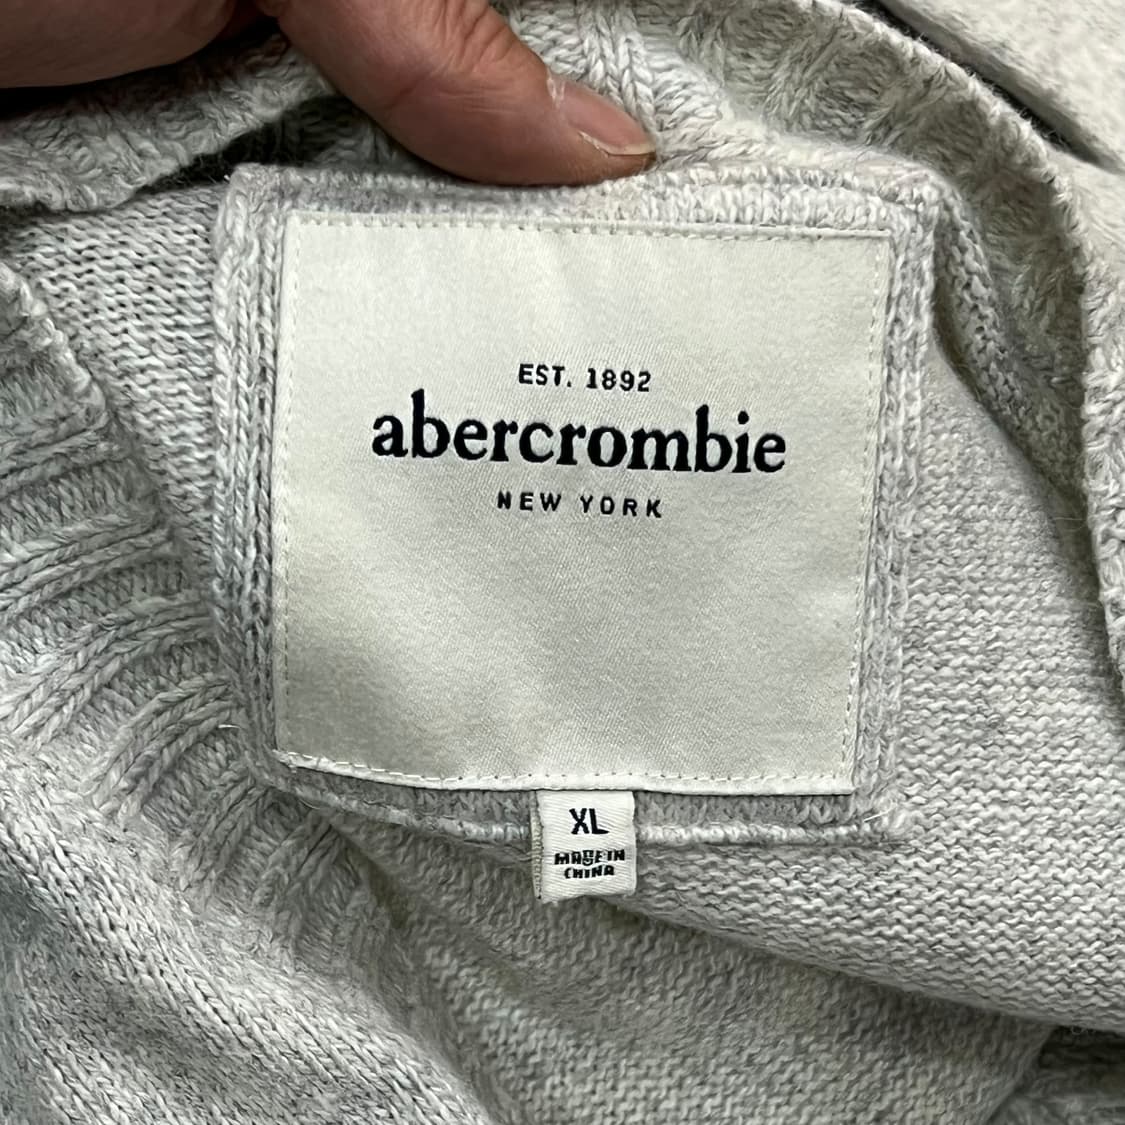 EST. 1892
abercrombie
NEW YORK
XL
MADE IN
CHINA